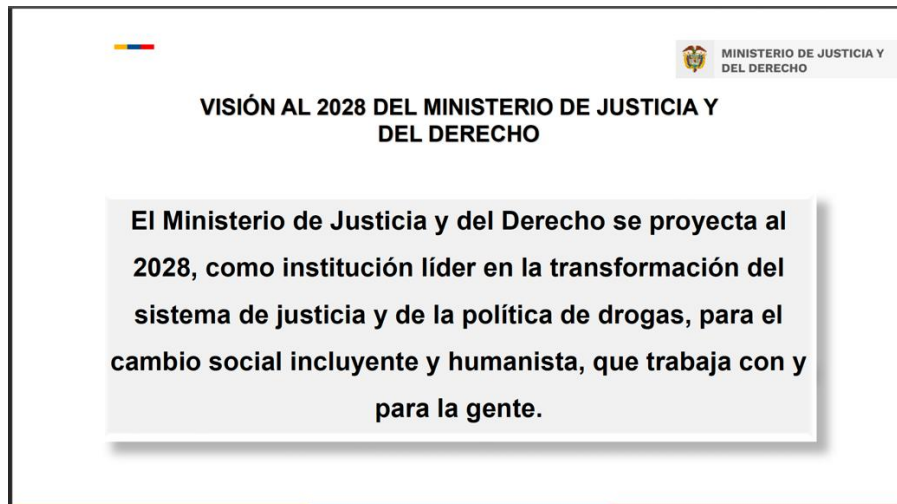 MINISTERIO DE JUSTICIA Y
DEL DERECHO
VISIÓN AL 2028 DEL MINISTERIO DE JUSTICIA Y
DEL DERECHO
El Ministerio de Justicia y del Derecho se proyecta al
2028, como institución líder en la transformación del
sistema de justicia y de la política de drogas, para el
cambio social incluyente y humanista, que trabaja con y
para la gente.